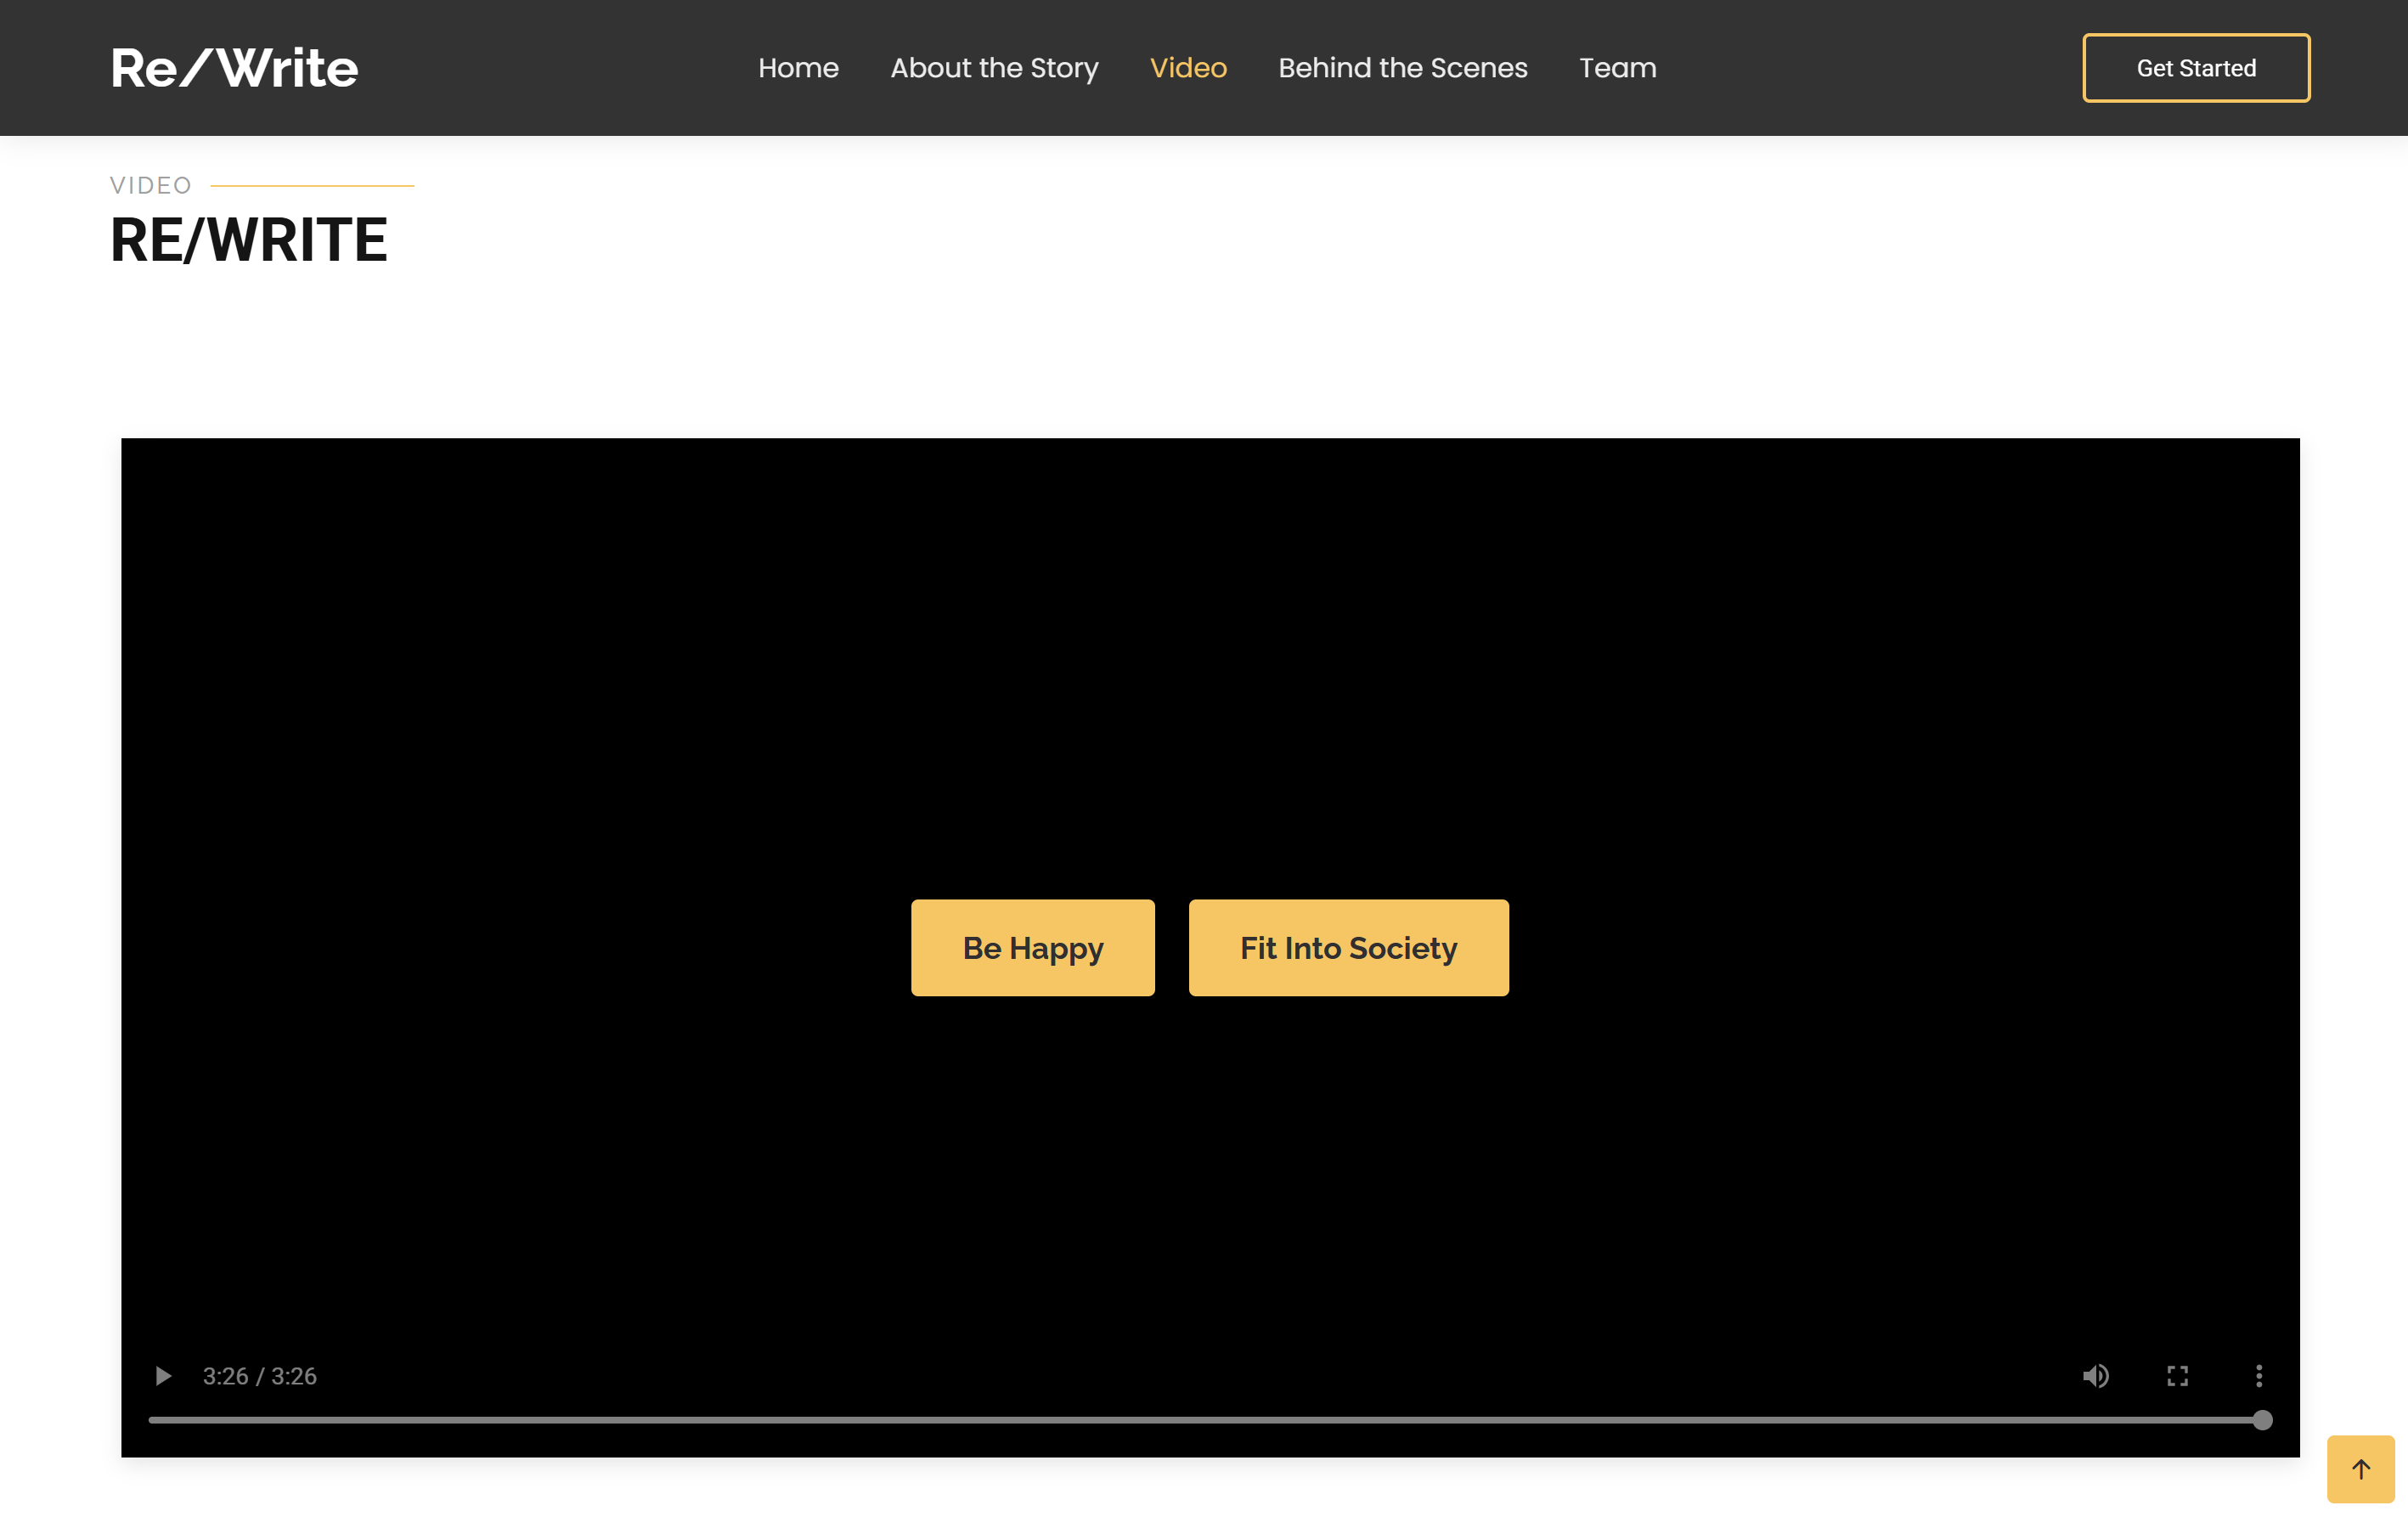 Re/Write
Home About the Story Video Behind the Scenes Team
Get Started
VIDEO
RE/WRITE
Be Happy
Fit Into Society
3:26 / 3:26